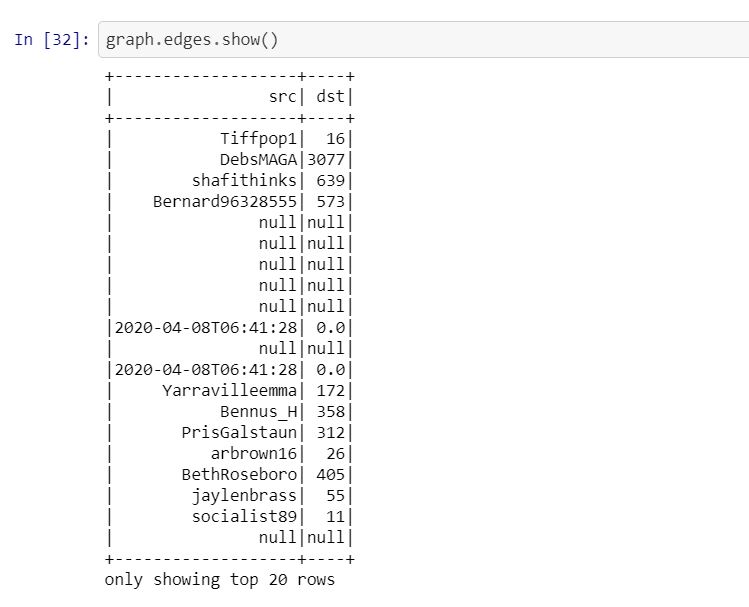 In [32]: graph.edges.show()
+-------------------+----+
|                src| dst|
+-------------------+----+
|           Tiffpop1|  16|
|           DebsMAGA|3077|
|        shafithinks| 639|
|    Bernard96328555| 573|
|               null|null|
|               null|null|
|               null|null|
|               null|null|
|               null|null|
|2020-04-08T06:41:28| 0.0|
|               null|null|
|2020-04-08T06:41:28| 0.0|
|     Yarravilleemma| 172|
|           Bennus_H| 358|
|       PrisGalstaun| 312|
|          arbrown16|  26|
|       BethRoseboro| 405|
|        jaylenbrass|  55|
|        socialist89|  11|
|               null|null|
+-------------------+----+
only showing top 20 rows